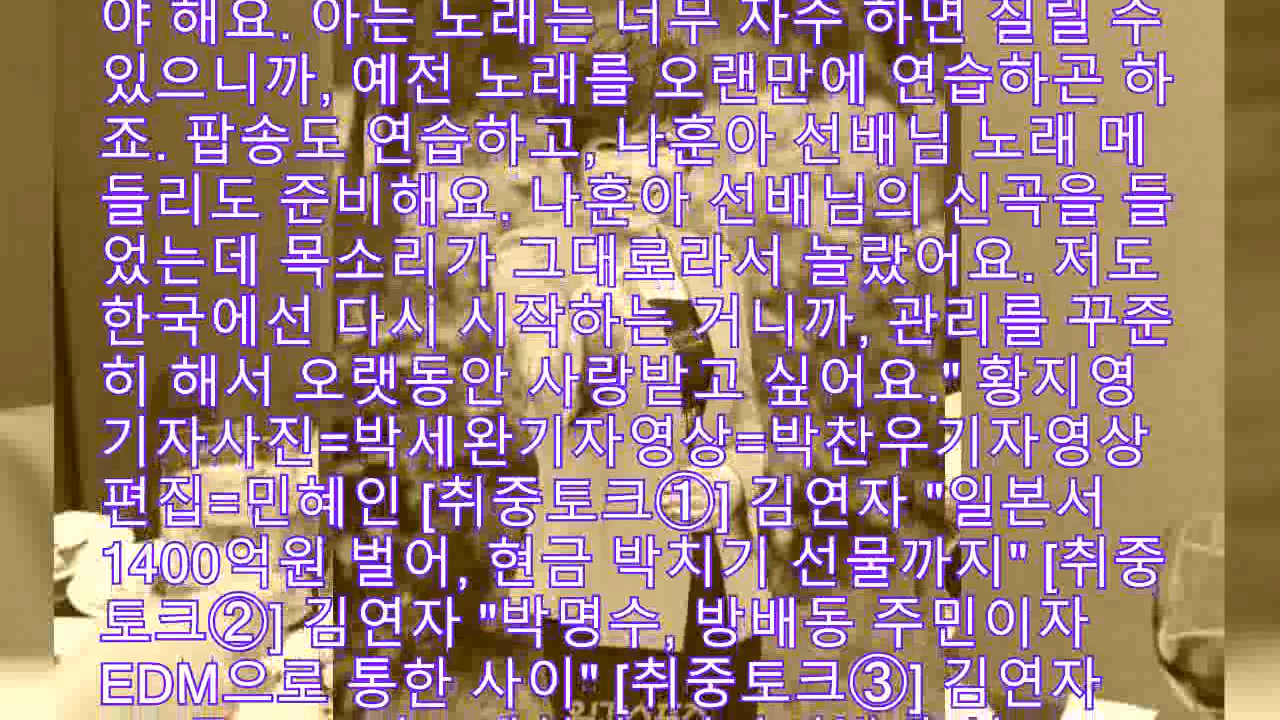 야 해요. 아는 노래는 너무 자주 하면 질릴 수
있으니까, 예전 노래를 오랜만에 연습하곤 하
죠. 팝송도 연습하고, 나훈아 선배님 노래 메
들리도 준비해요. 나훈아 선배님의 신곡을 들
었는데 목소리가 그대로라서 놀랐어요. 저도
한국에선 다시 시작하는 거니까, 관리를 꾸준
히 해서 오랫동안 사랑받고 싶어요." 황지영
기자사진=박세완기자영상=박찬우기자영상
편집=민혜인 [취중토크①] 김연자 "일본서
1400억원 벌어, 현금 박치기 선물까지" [취중
토크②] 김연자 "박명수, 방배동 주민이자
EDM으로 통한 사이" [취중토크③] 김연자